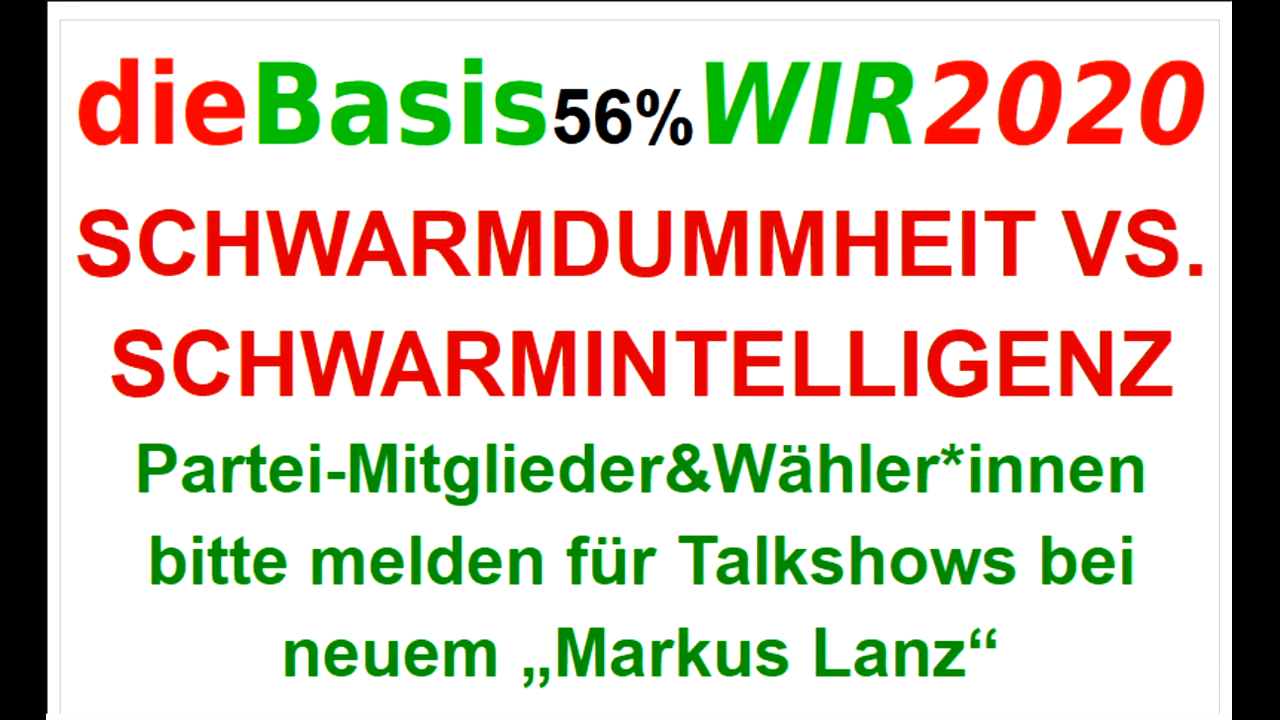 dieBasis56%WIR2020
SCHWARMDUMMHEIT VS.
SCHWARMINTELLIGENZ
Partei-Mitglieder&Wähler*innen
bitte melden für Talkshows bei
neuem „Markus Lanz“